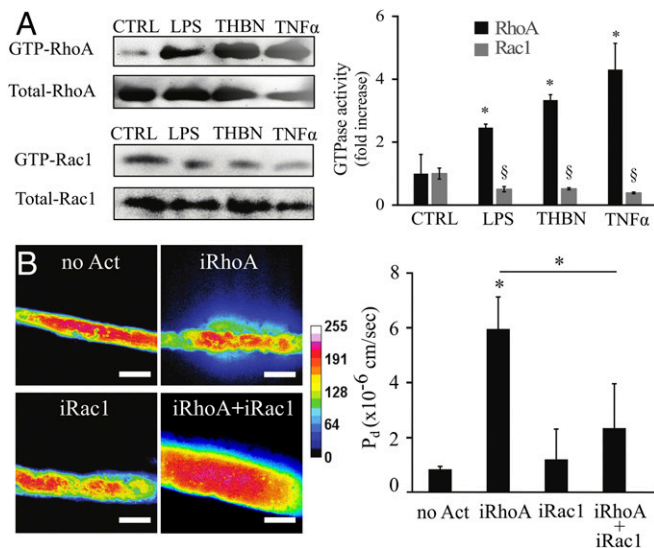 A
CTRL LPS THBN TNFα
GTP-RhoA
Total-RhoA
CTRL LPS THBN TNFα
GTP-Rac1
Total-Rac1
GTPase activity
(fold increase)
6
4
2
0
RhoA
Rac1
*
*
*
§
§
§
CTRL LPS THBN TNFα
B
no Act
iRhoA
iRac1
iRhoA+iRac1
255
191
128
64
0
P_d (x10^-6 cm/sec)
8
6
4
2
0
*
*
no Act iRhoA iRac1 iRhoA
+
iRac1